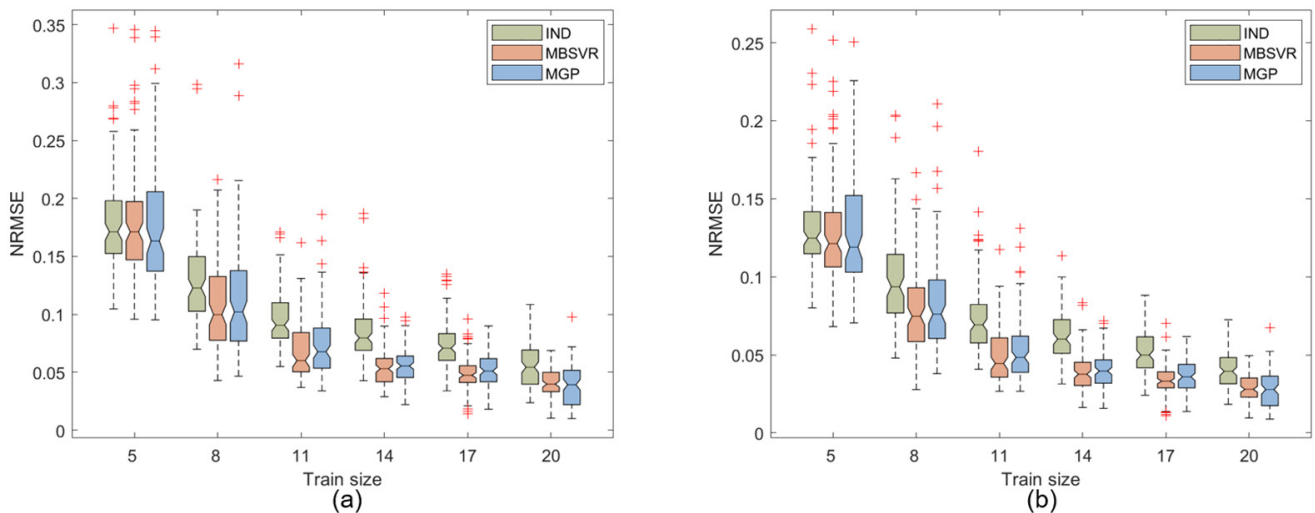 0.35
0.3
0.25
0.2
0.15
0.1
0.05
0
NRMSE
IND
MBSVR
MGP
5 8 11 14 17 20
Train size
(a)
0.25
0.2
0.15
0.1
0.05
0
NRMSE
IND
MBSVR
MGP
5 8 11 14 17 20
Train size
(b)